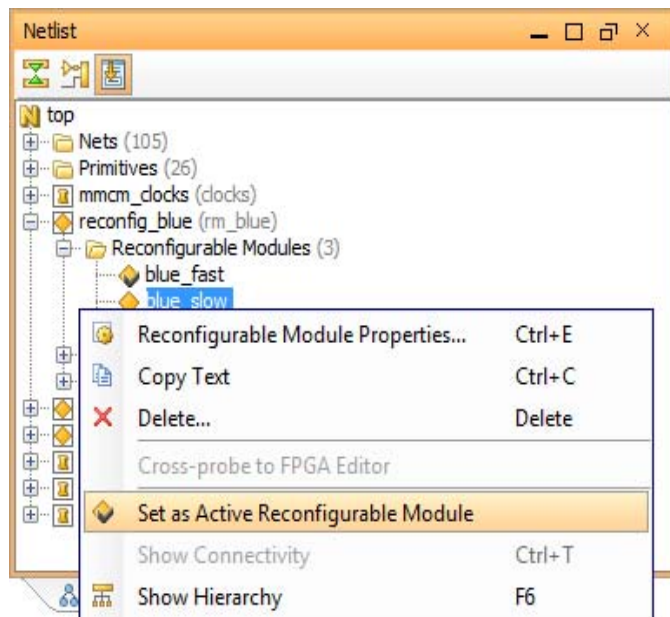 Netlist
top
Nets (105)
Primitives (26)
mmcm_clocks (clocks)
reconfig_blue (rm_blue)
Reconfigurable Modules (3)
blue_fast
blue_slow
Reconfigurable Module Properties... Ctrl+E
Copy Text Ctrl+C
Delete... Delete
Cross-probe to FPGA Editor
Set as Active Reconfigurable Module
Show Connectivity Ctrl+T
Show Hierarchy F6